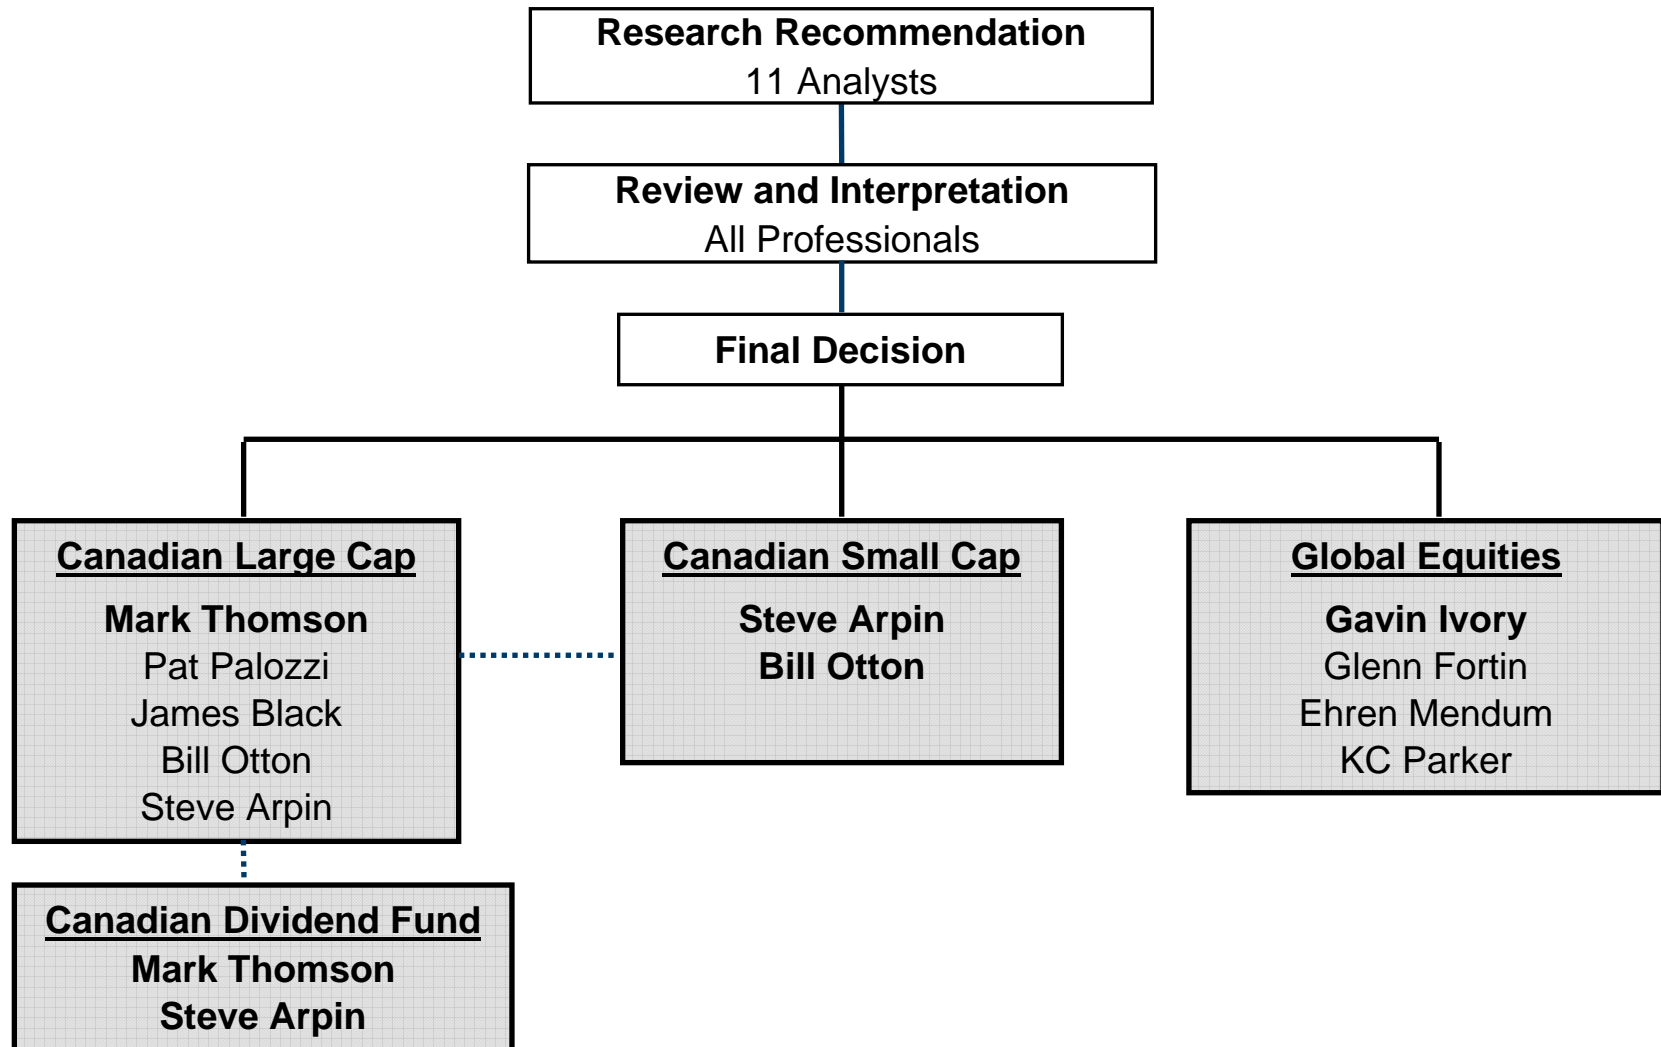 Research Recommendation
11 Analysts
Review and Interpretation
All Professionals
Final Decision
Canadian Large Cap
Mark Thomson
Pat Palozzi
James Black
Bill Otton
Steve Arpin
Canadian Small Cap
Steve Arpin
Bill Otton
Global Equities
Gavin Ivory
Glenn Fortin
Ehren Mendum
KC Parker
Canadian Dividend Fund
Mark Thomson
Steve Arpin